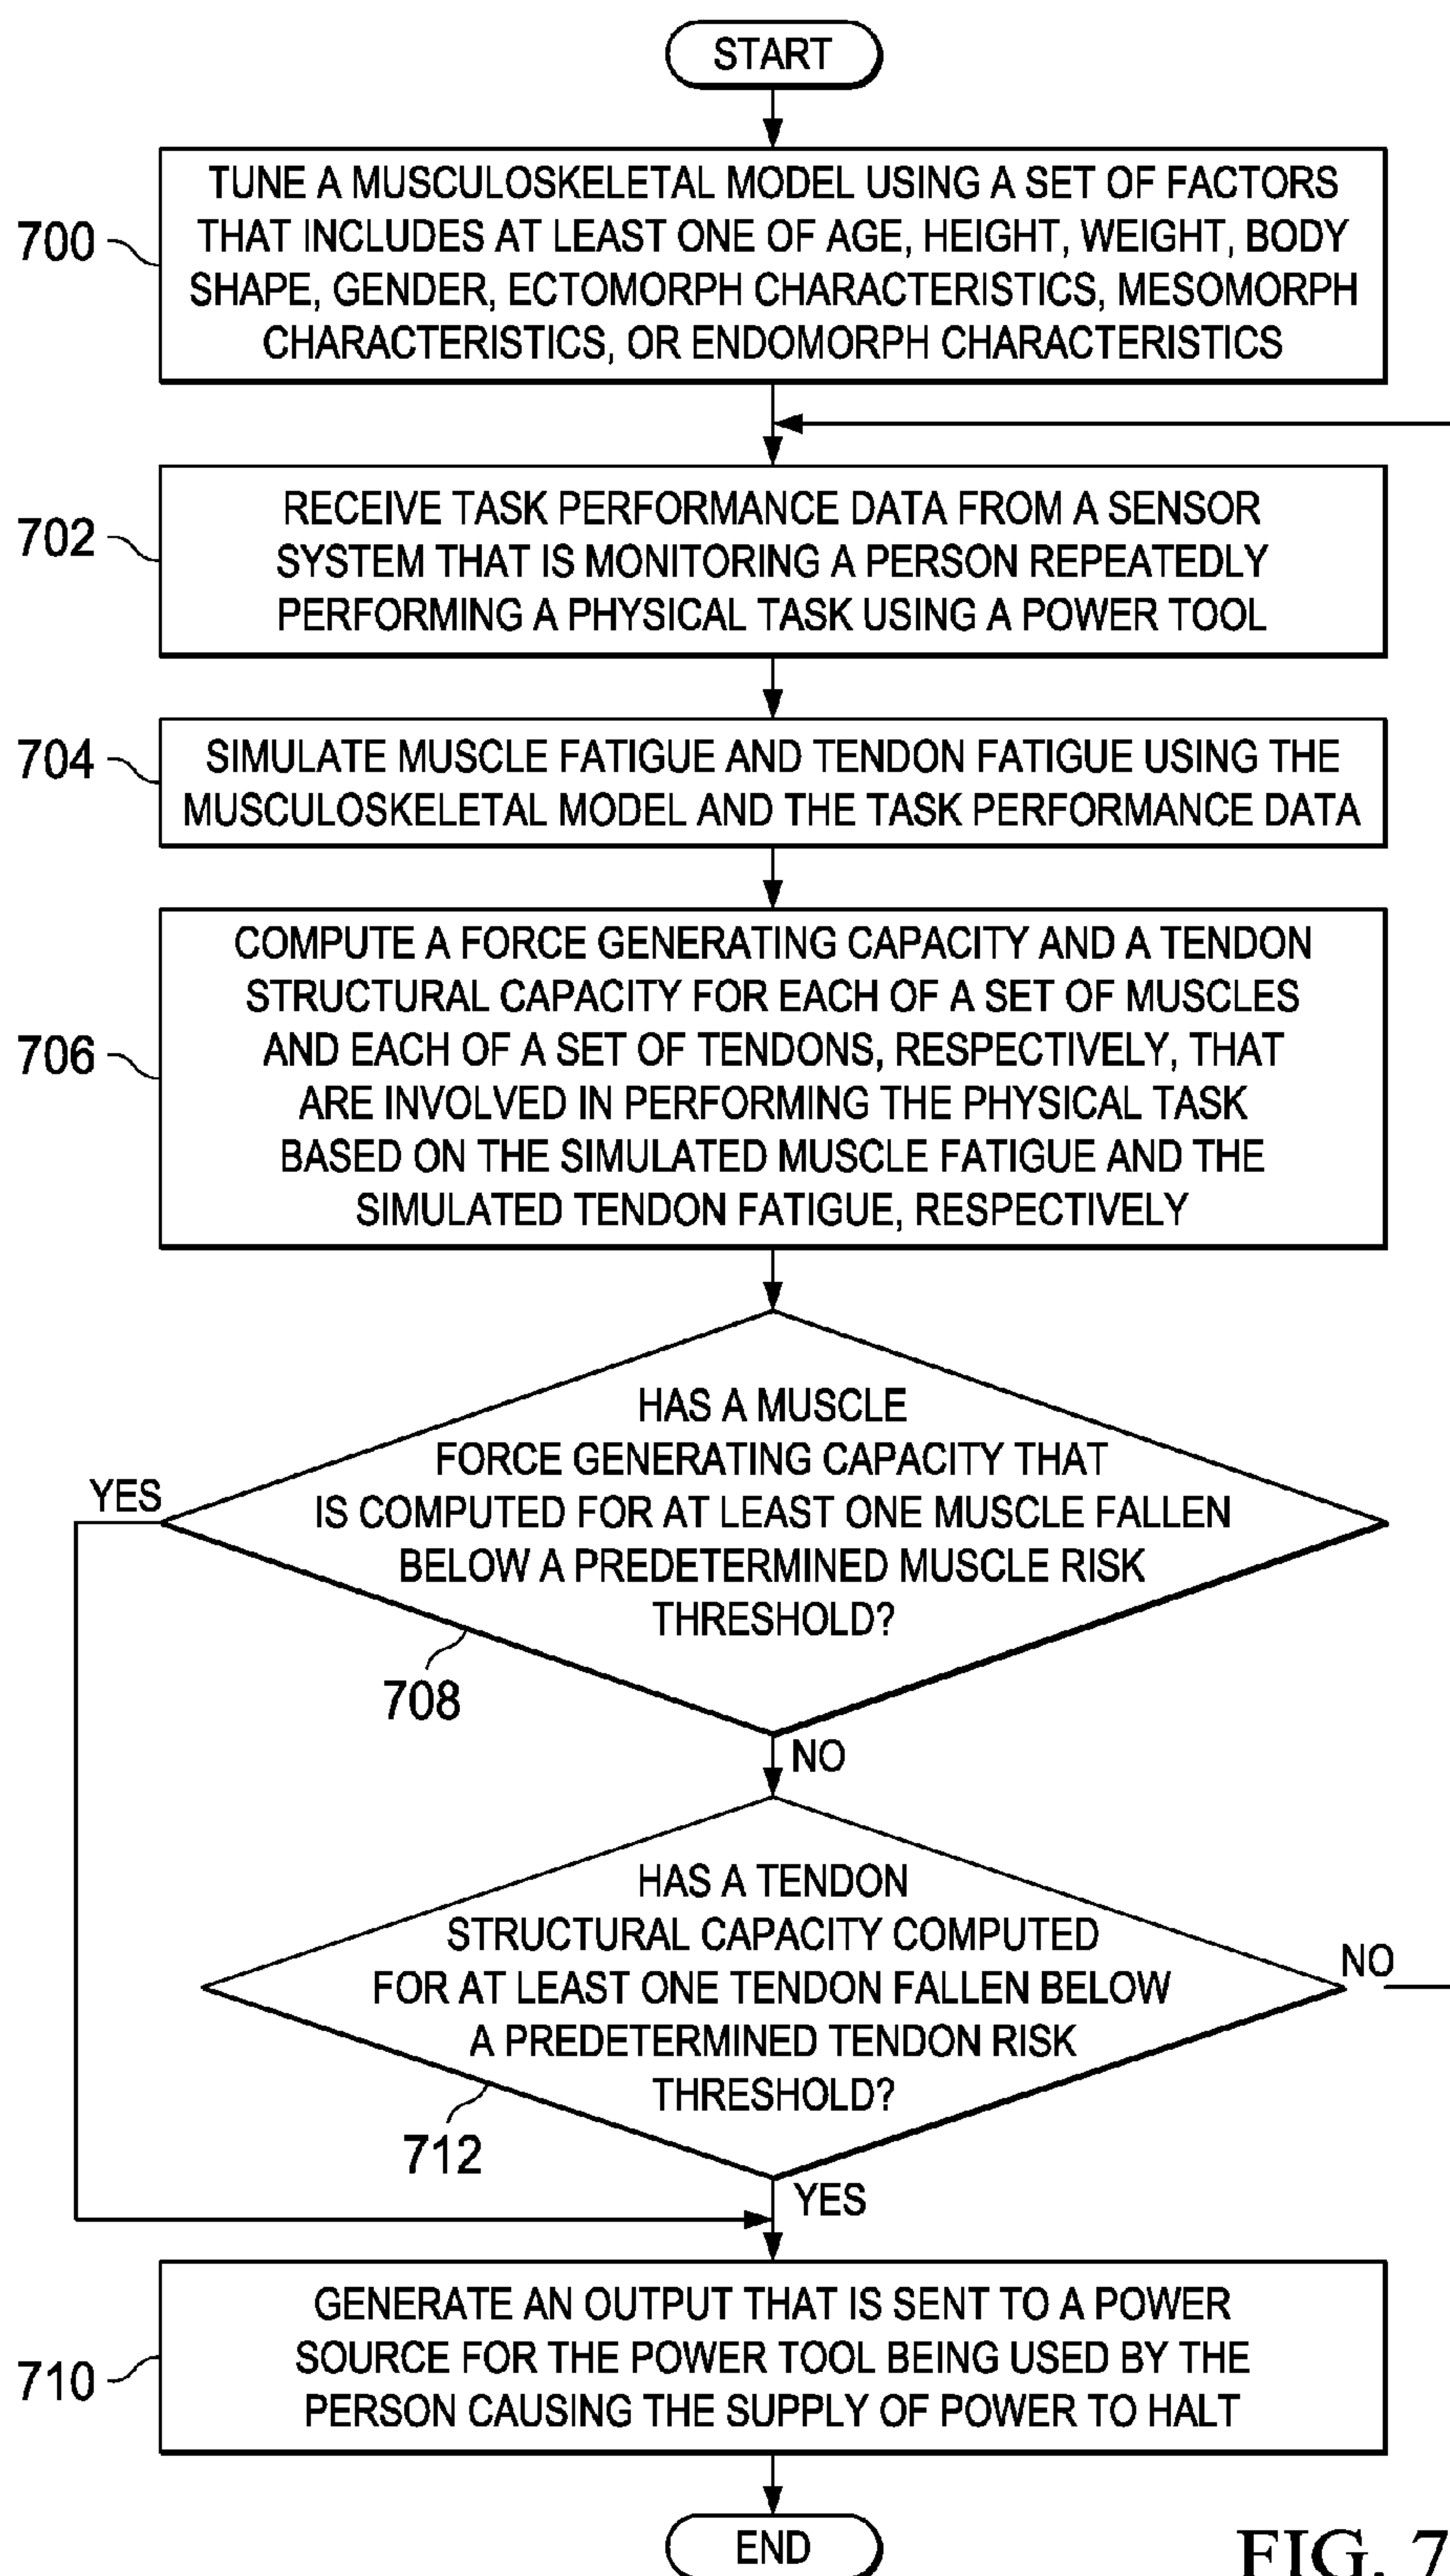 START
700
TUNE A MUSCULOSKELETAL MODEL USING A SET OF FACTORS
THAT INCLUDES AT LEAST ONE OF AGE, HEIGHT, WEIGHT, BODY
SHAPE, GENDER, ECTOMORPH CHARACTERISTICS, MESOMORPH
CHARACTERISTICS, OR ENDOMORPH CHARACTERISTICS
702
RECEIVE TASK PERFORMANCE DATA FROM A SENSOR
SYSTEM THAT IS MONITORING A PERSON REPEATEDLY
PERFORMING A PHYSICAL TASK USING A POWER TOOL
704
SIMULATE MUSCLE FATIGUE AND TENDON FATIGUE USING THE
MUSCULOSKELETAL MODEL AND THE TASK PERFORMANCE DATA
706
COMPUTE A FORCE GENERATING CAPACITY AND A TENDON
STRUCTURAL CAPACITY FOR EACH OF A SET OF MUSCLES
AND EACH OF A SET OF TENDONS, RESPECTIVELY, THAT
ARE INVOLVED IN PERFORMING THE PHYSICAL TASK
BASED ON THE SIMULATED MUSCLE FATIGUE AND THE
SIMULATED TENDON FATIGUE, RESPECTIVELY
HAS A MUSCLE
FORCE GENERATING CAPACITY THAT
IS COMPUTED FOR AT LEAST ONE MUSCLE FALLEN
BELOW A PREDETERMINED MUSCLE RISK
THRESHOLD?
YES
708
NO
HAS A TENDON
STRUCTURAL CAPACITY COMPUTED
FOR AT LEAST ONE TENDON FALLEN BELOW
A PREDETERMINED TENDON RISK
THRESHOLD?
NO
712
YES
710
GENERATE AN OUTPUT THAT IS SENT TO A POWER
SOURCE FOR THE POWER TOOL BEING USED BY THE
PERSON CAUSING THE SUPPLY OF POWER TO HALT
END
FIG. 7